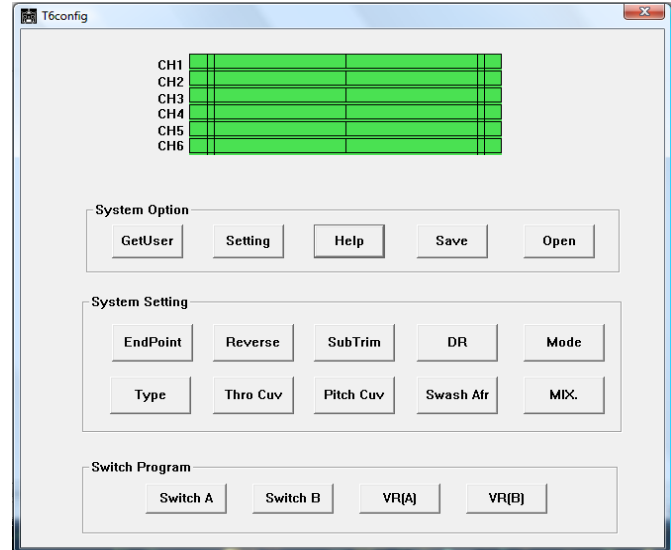 T6config
CH1
CH2
CH3
CH4
CH5
CH6
System Option
GetUser Setting Help Save Open
System Setting
EndPoint Reverse SubTrim DR Mode
Type Thro Cuv Pitch Cuv Swash Afr MIX.
Switch Program
Switch A Switch B VR(A) VR(B)